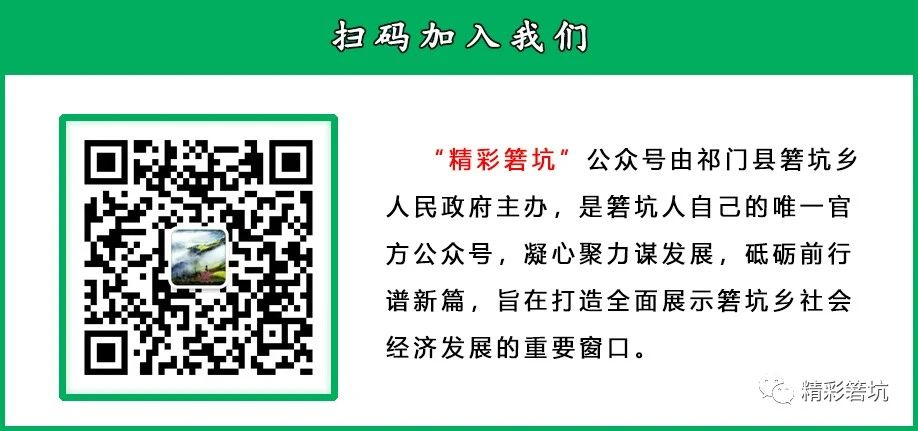 扫码加入我们
“精彩箬坑”公众号由祁门县箬坑乡
人民政府主办，是箬坑人自己的唯一官
方公众号，凝心聚力谋发展，砥砺前行
谱新篇，旨在打造全面展示箬坑乡社会
经济发展的重要窗口。
精彩箬坑